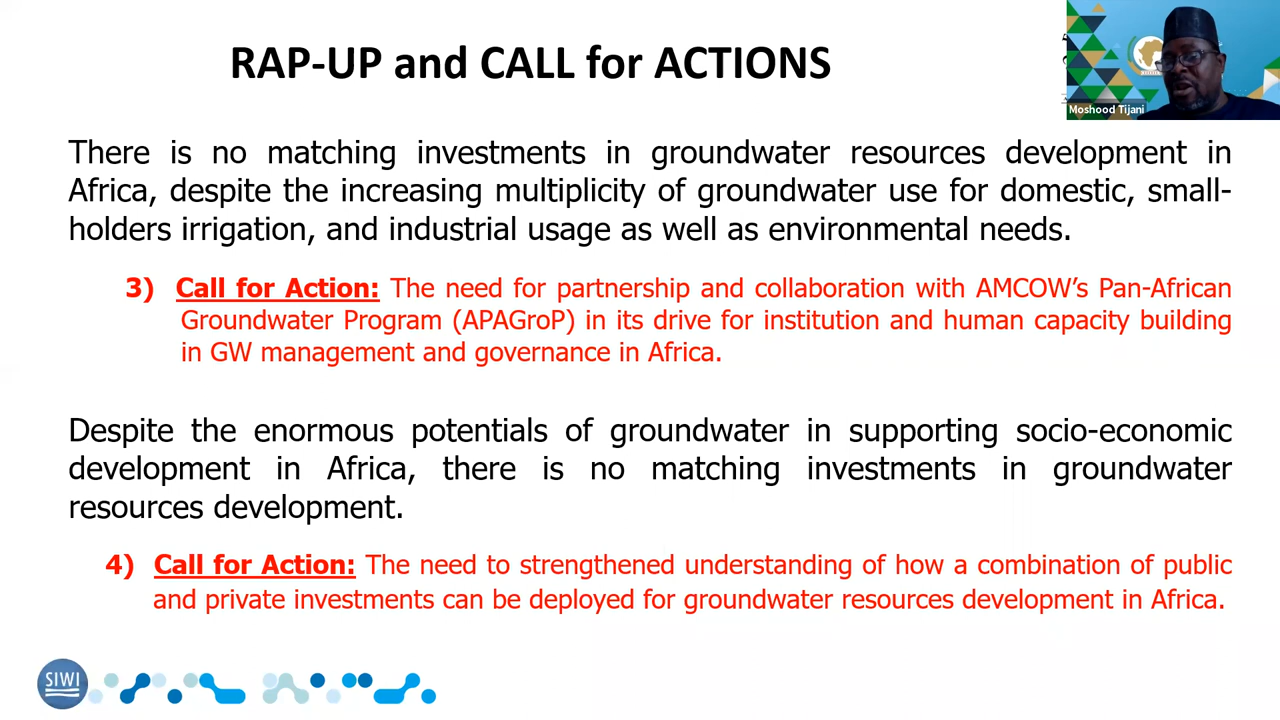 RAP-UP and CALL for ACTIONS
Moshood Tijani
There is no matching investments in groundwater resources development in
Africa, despite the increasing multiplicity of groundwater use for domestic, small-
holders irrigation, and industrial usage as well as environmental needs.
3) Call for Action: The need for partnership and collaboration with AMCOW’s Pan-African
Groundwater Program (APAGroP) in its drive for institution and human capacity building
in GW management and governance in Africa.
Despite the enormous potentials of groundwater in supporting socio-economic
development in Africa, there is no matching investments in groundwater
resources development.
4) Call for Action: The need to strengthened understanding of how a combination of public
and private investments can be deployed for groundwater resources development in Africa.
SIWI